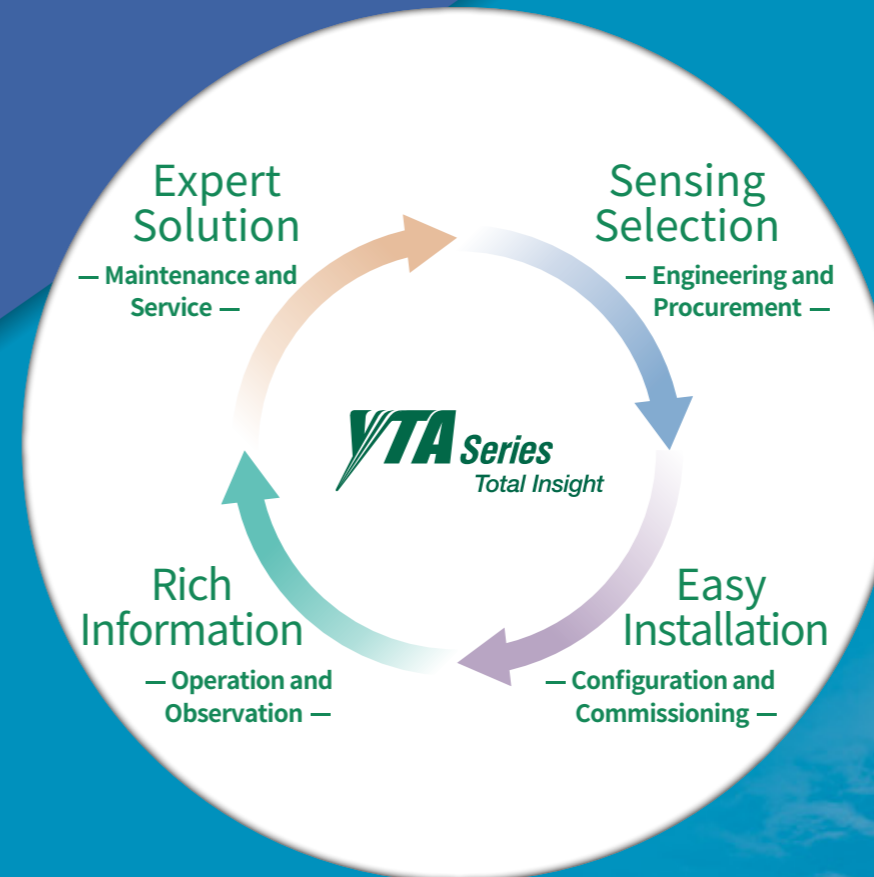 Expert
Solution
— Maintenance and
Service —
Sensing
Selection
— Engineering and
Procurement —
YTA Series
Total Insight
Rich
Information
— Operation and
Observation —
Easy
Installation
— Configuration and
Commissioning —